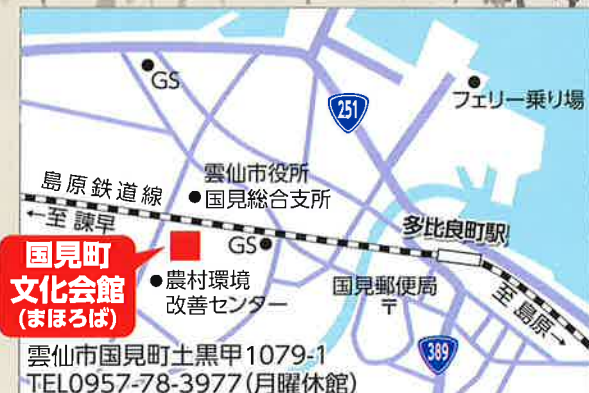 GS
251
フェリー乗り場
雲仙市役所
国見総合支所
島原鉄道線
←至 諫早
GS
多比良町駅
国見町
文化会館
(まほろば)
農村環境
改善センター
国見郵便局
〒
至 島原→
389
雲仙市国見町土黒甲1079-1
TEL0957-78-3977(月曜休館)